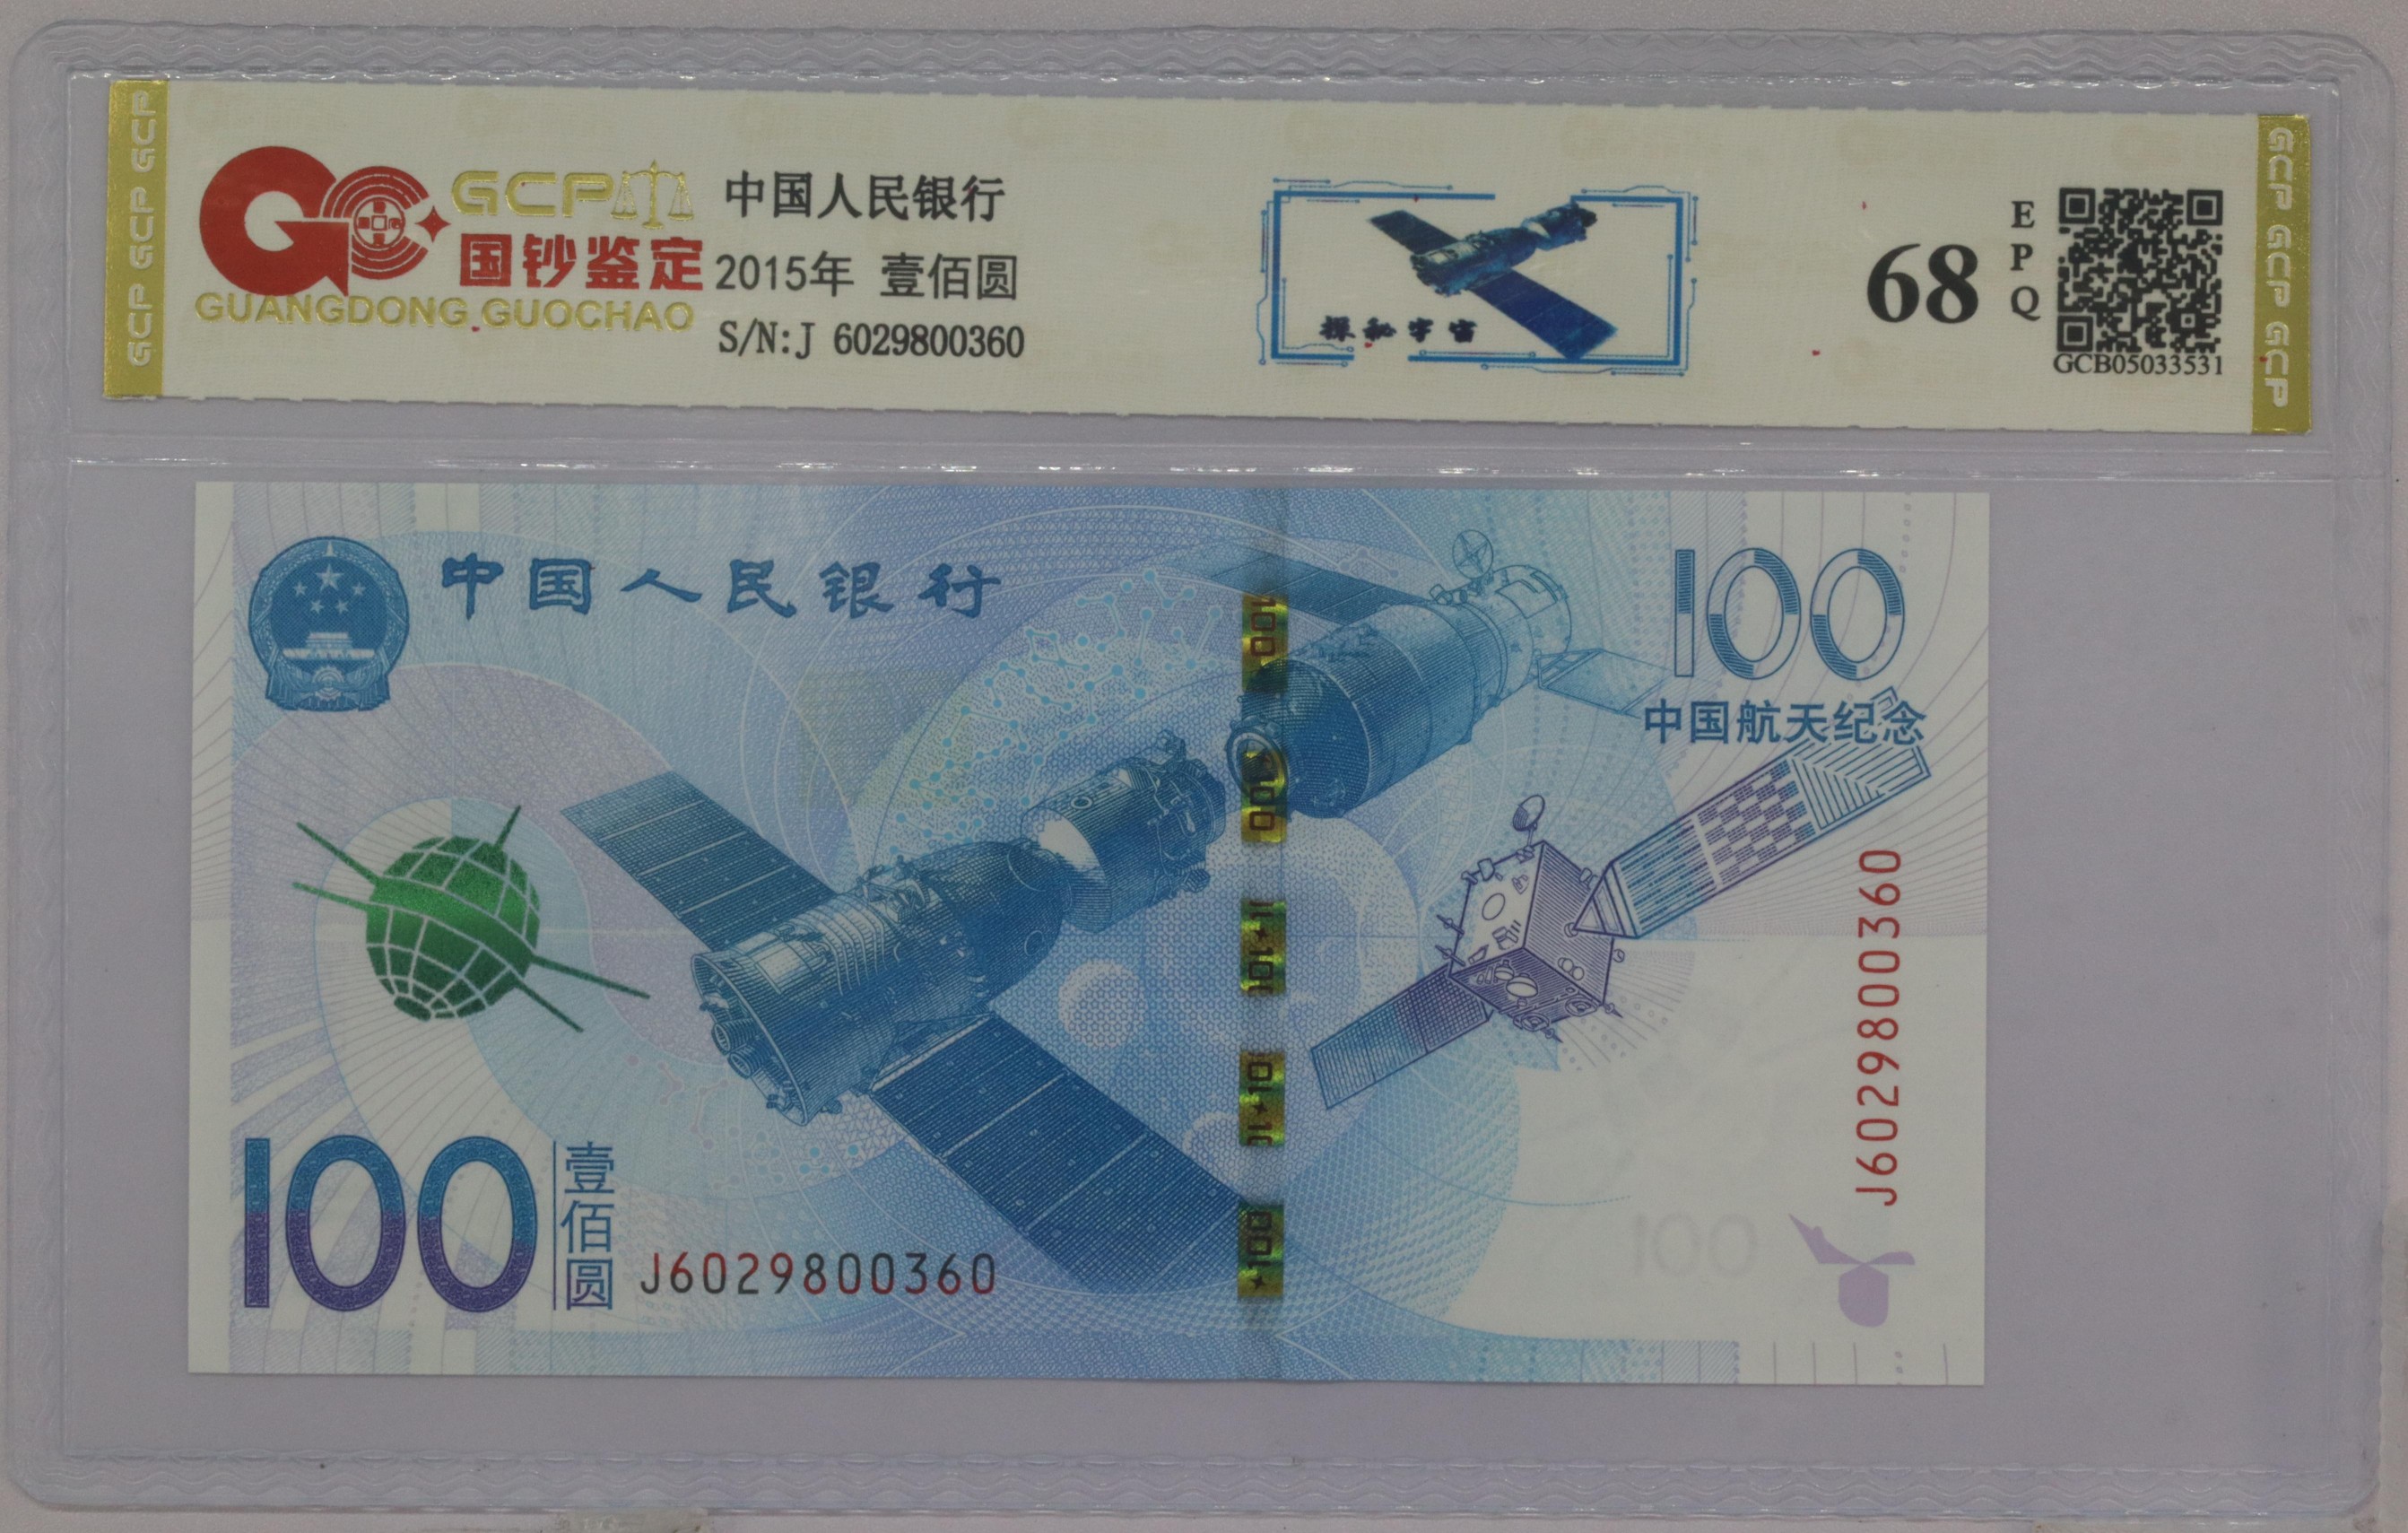 GCP GCP GCP
GCP
国钞鉴定
GUANGDONG GUOCHAO
中国人民银行
2015年 壹佰圆
S/N:J 6029800360
探秘宇宙
68
EPQ
GCB05033531
GCP GCP GCP
中国人民银行
100
中国航天纪念
J6029800360
100
壹佰圆
J6029800360
100